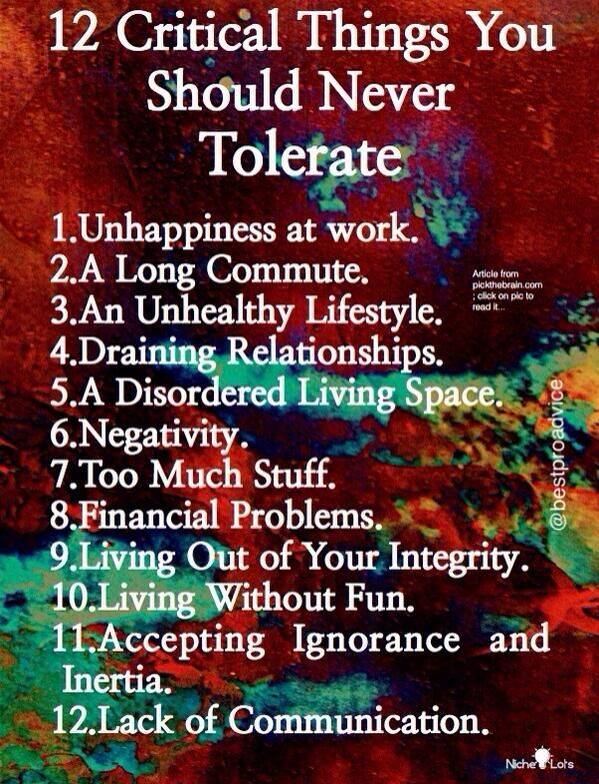 12 Critical Things You
Should Never
Tolerate
1.Unhappiness at work.
2.A Long Commute.
Article from
pickthebrain.com
; click on pic to
read it...
3.An Unhealthy Lifestyle.
4.Draining Relationships.
5.A Disordered Living Space.
6.Negativity.
7.Too Much Stuff.
8.Financial Problems.
9.Living Out of Your Integrity.
10.Living Without Fun.
11.Accepting Ignorance and
Inertia.
12.Lack of Communication.
@bestproadvice
Niche Lots